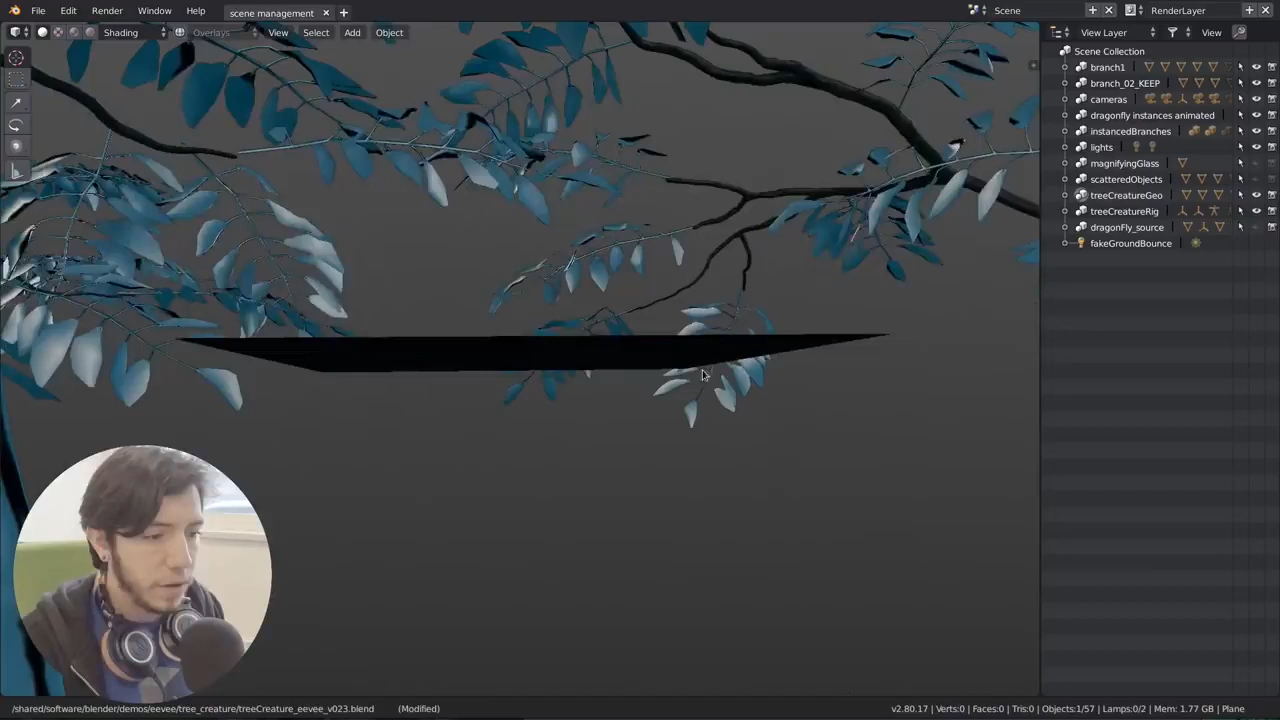 File Edit Render Window Help scene management Scene RenderLayer
Shading Overlays View Select Add Object View Layer View
Scene Collection
branch1
branch_02_KEEP
cameras
dragonfly instances animated
instancedBranches
lights
magnifyingGlass
scatteredObjects
treeCreatureGeo
treeCreatureRig
dragonFly_source
fakeGroundBounce
/shared/software/blender/demos/eevee/tree_creature/treeCreature_eevee_v023.blend (Modified) v2.80.17 | Verts:0 | Faces:0 | Tris:0 | Objects:1/57 | Lamps:0/2 | Mem: 1.77 GB | Plane